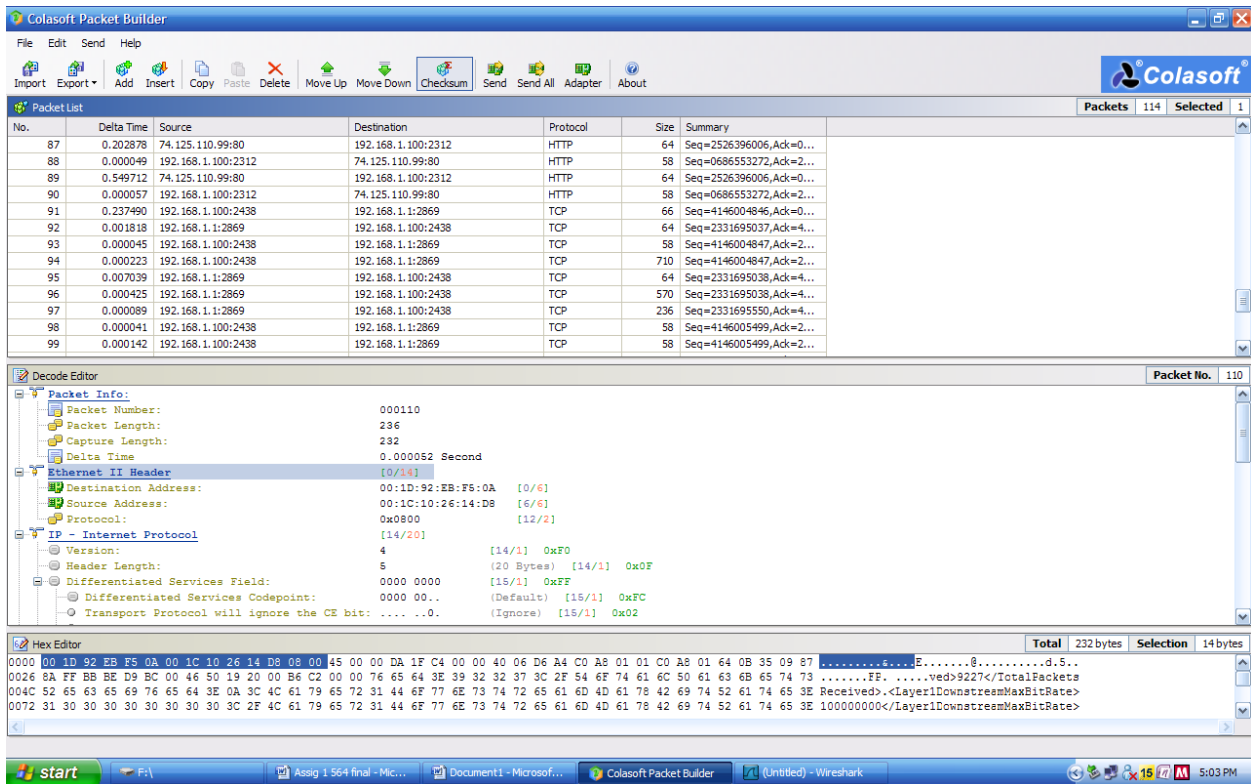 Colasoft Packet Builder
File Edit Send Help
Import Export Add Insert Copy Paste Delete Move Up Move Down Checksum Send Send All Adapter About
Colasoft
Packet List Packets 114 Selected 1
No. Delta Time Source Destination Protocol Size Summary
87 0.202878 74.125.110.99:80 192.168.1.100:2312 HTTP 64 Seq=2526396006,Ack=0...
88 0.000049 192.168.1.100:2312 74.125.110.99:80 HTTP 58 Seq=0686553272,Ack=2...
89 0.549712 74.125.110.99:80 192.168.1.100:2312 HTTP 64 Seq=2526396006,Ack=0...
90 0.000057 192.168.1.100:2312 74.125.110.99:80 HTTP 58 Seq=0686553272,Ack=2...
91 0.237490 192.168.1.100:2438 192.168.1.1:2869 TCP 66 Seq=4146004846,Ack=0...
92 0.001818 192.168.1.1:2869 192.168.1.100:2438 TCP 64 Seq=2331695037,Ack=4...
93 0.000045 192.168.1.100:2438 192.168.1.1:2869 TCP 58 Seq=4146004847,Ack=2...
94 0.000223 192.168.1.100:2438 192.168.1.1:2869 TCP 710 Seq=4146004847,Ack=2...
95 0.007039 192.168.1.1:2869 192.168.1.100:2438 TCP 64 Seq=2331695038,Ack=4...
96 0.000425 192.168.1.1:2869 192.168.1.100:2438 TCP 570 Seq=2331695038,Ack=4...
97 0.000089 192.168.1.1:2869 192.168.1.100:2438 TCP 236 Seq=2331695550,Ack=4...
98 0.000041 192.168.1.100:2438 192.168.1.1:2869 TCP 58 Seq=4146005499,Ack=2...
99 0.000142 192.168.1.100:2438 192.168.1.1:2869 TCP 58 Seq=4146005499,Ack=2...
Decode Editor Packet No. 110
Packet Info:
Packet Number: 000110
Packet Length: 236
Capture Length: 232
Delta Time 0.000052 Second
Ethernet II Header [0/14]
Destination Address: 00:1D:92:EB:F5:0A [0/6]
Source Address: 00:1C:10:26:14:D8 [6/6]
Protocol: 0x0800 [12/2]
IP - Internet Protocol [14/20]
Version: 4 [14/1] 0xF0
Header Length: 5 (20 Bytes) [14/1] 0x0F
Differentiated Services Field: 0000 0000 [15/1] 0xFF
Differentiated Services Codepoint: 0000 00.. (Default) [15/1] 0xFC
Transport Protocol will ignore the CE bit: .... ..0. (Ignore) [15/1] 0x02
Hex Editor Total 232 bytes Selection 14 bytes
0000 00 1D 92 EB F5 0A 00 1C 10 26 14 D8 08 00 45 00 00 DA 1F C4 00 00 40 06 D6 A4 C0 A8 01 01 C0 A8 01 64 0B 35 09 87 .........&....E.......@..........d.5..
0026 8A FF BB BE D9 BC 00 46 50 19 20 00 B6 C2 00 00 76 65 64 3E 39 32 32 37 3C 2F 54 6F 74 61 6C 50 61 63 6B 65 74 73 .......FP. .....ved>9227</TotalPackets
004C 52 65 63 65 69 76 65 64 3E 0A 3C 4C 61 79 65 72 31 44 6F 77 6E 73 74 72 65 61 6D 4D 61 78 42 69 74 52 61 74 65 3E Received>.<Layer1DownstreamMaxBitRate>
0072 31 30 30 30 30 30 30 30 30 3C 2F 4C 61 79 65 72 31 44 6F 77 6E 73 74 72 65 61 6D 4D 61 78 42 69 74 52 61 74 65 3E 100000000</Layer1DownstreamMaxBitRate>
start F:\ Assig 1 564 final - Mic... Document1 - Microsof... Colasoft Packet Builder (Untitled) - Wireshark 15 5:03 PM